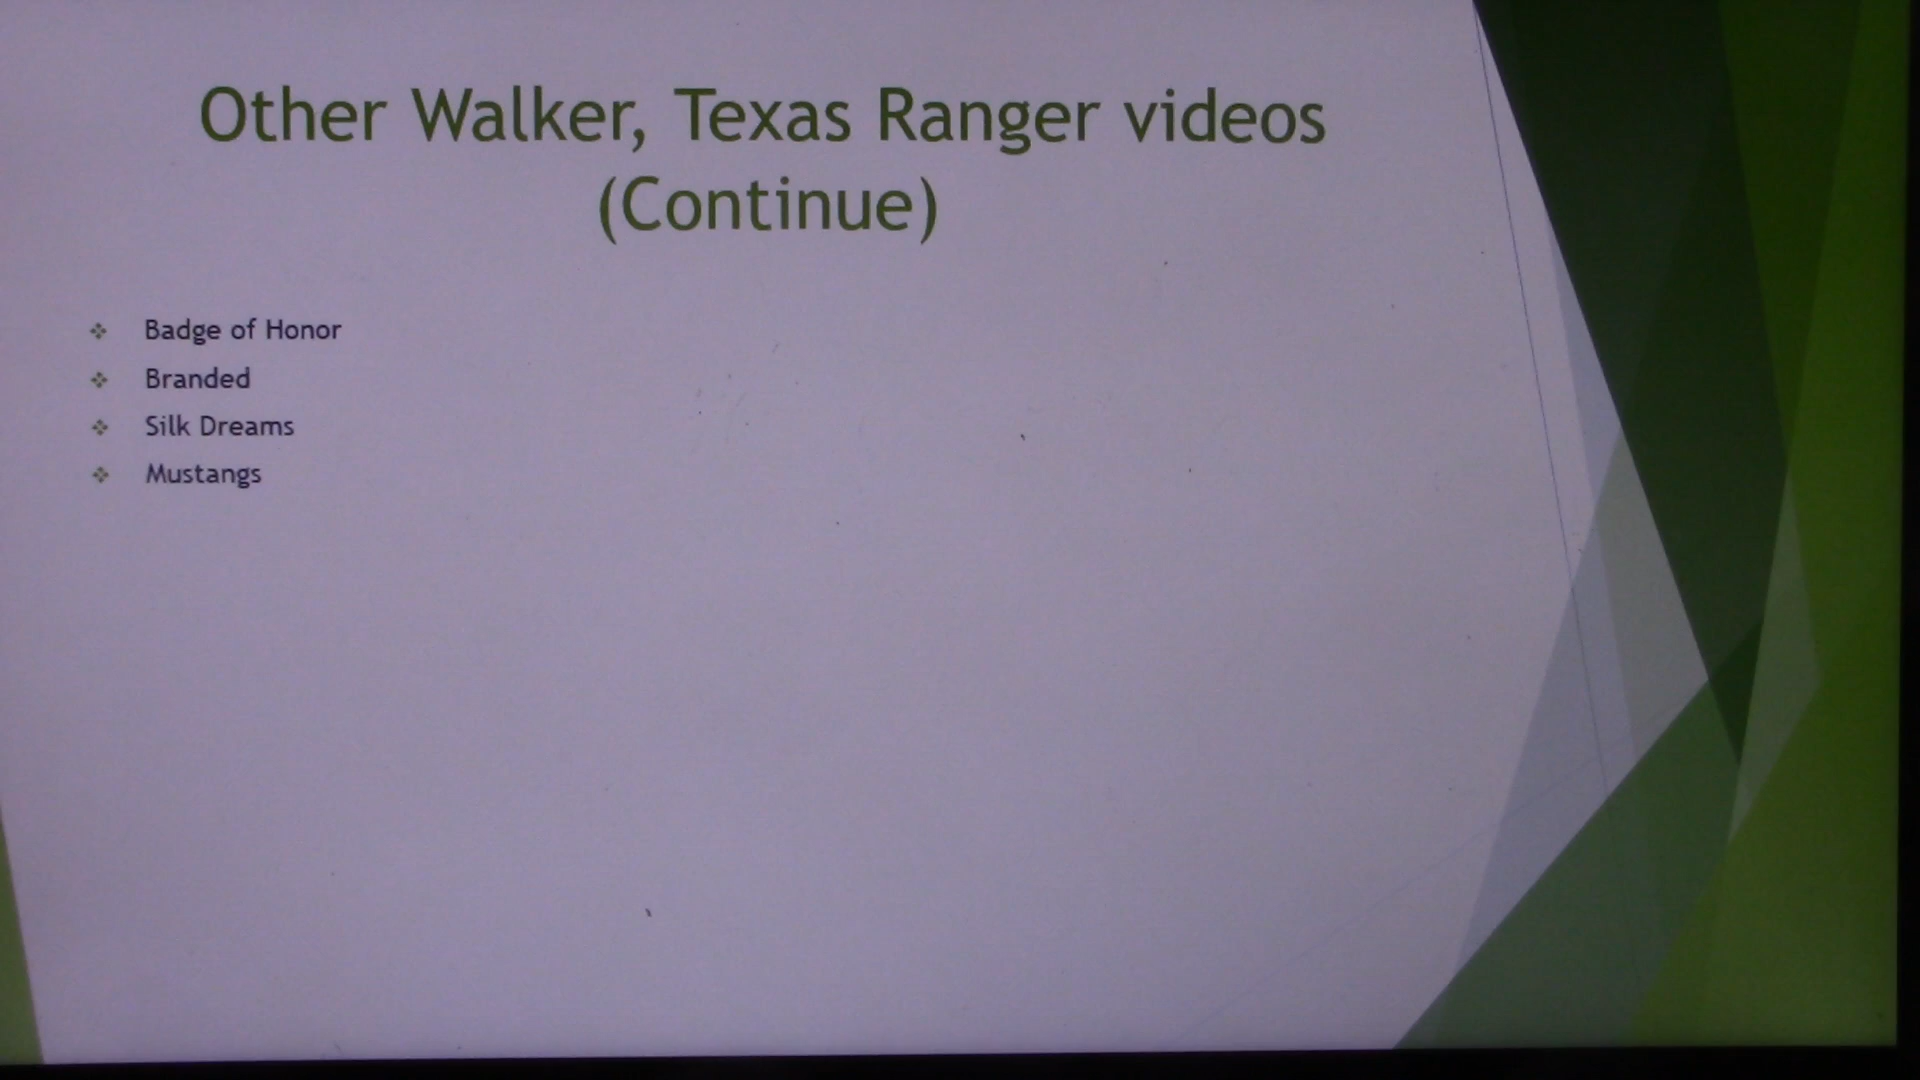 Other Walker, Texas Ranger videos
(Continue)
Badge of Honor
Branded
Silk Dreams
Mustangs